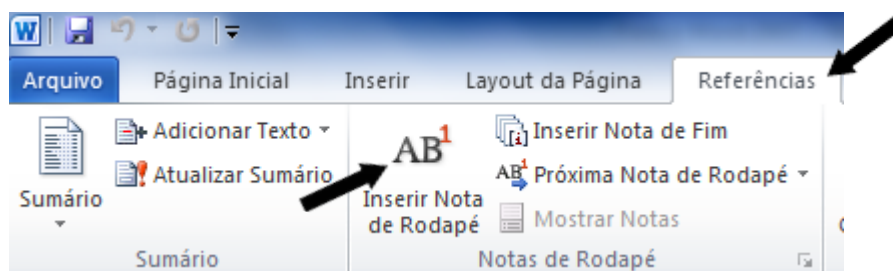 W
Arquivo Página Inicial Inserir Layout da Página Referências
Sumário
Adicionar Texto
Atualizar Sumário
Sumário
AB1
Inserir Nota
de Rodapé
Inserir Nota de Fim
AB Próxima Nota de Rodapé
Mostrar Notas
Notas de Rodapé